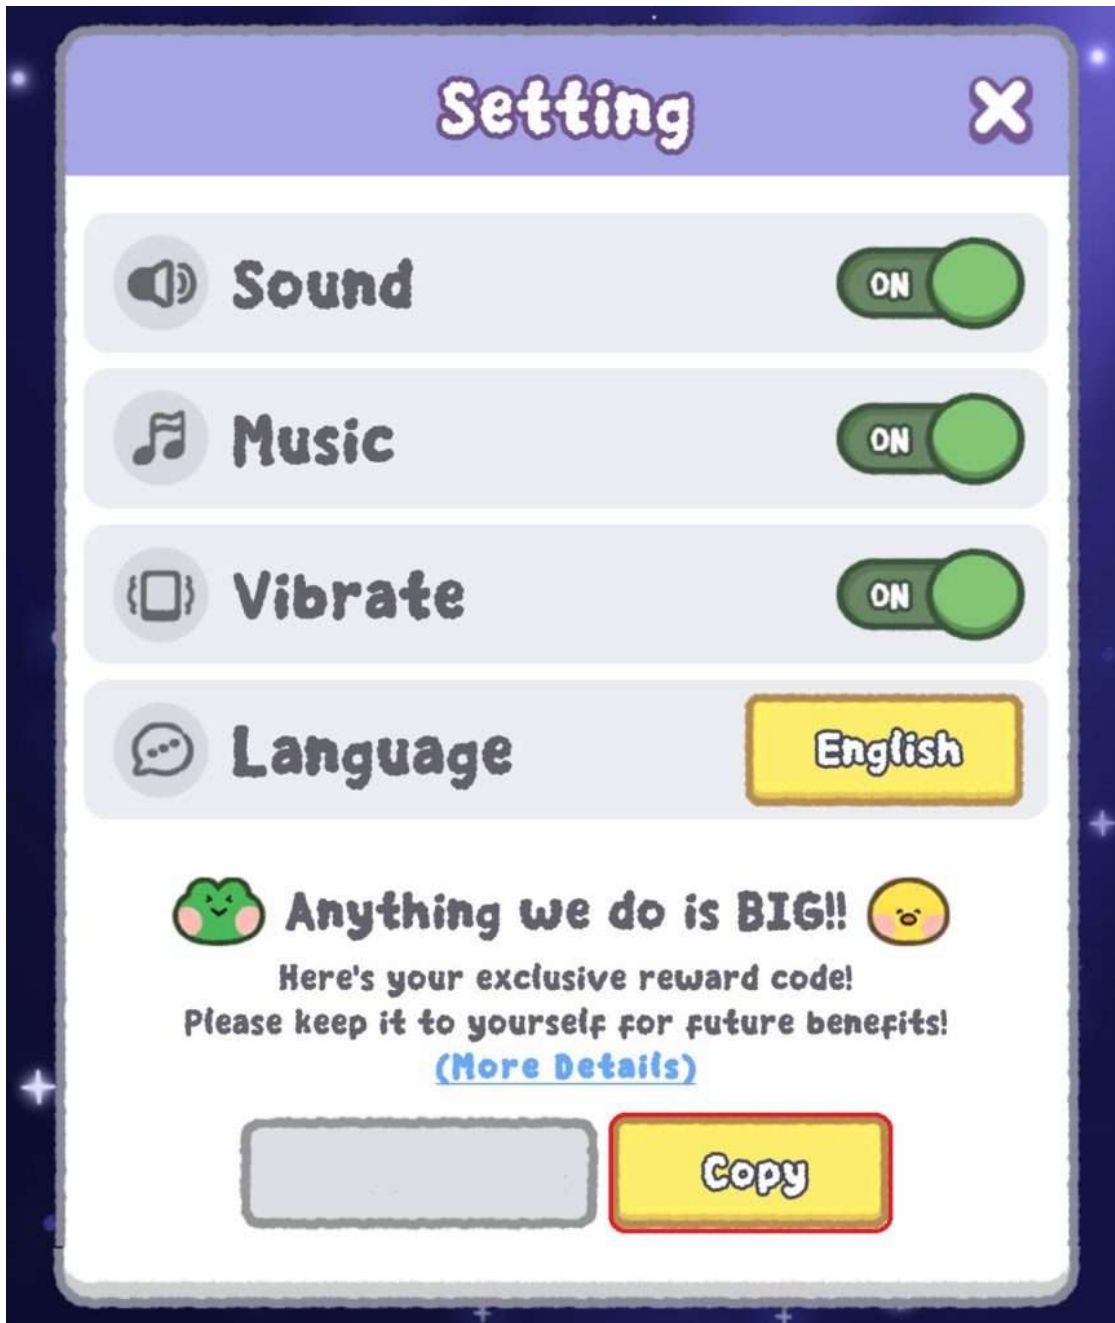 Setting
Sound
ON
Music
ON
Vibrate
ON
Language
English
Anything we do is BIG!!
Here's your exclusive reward code!
Please keep it to yourself for future benefits!
(More Details)
Copy